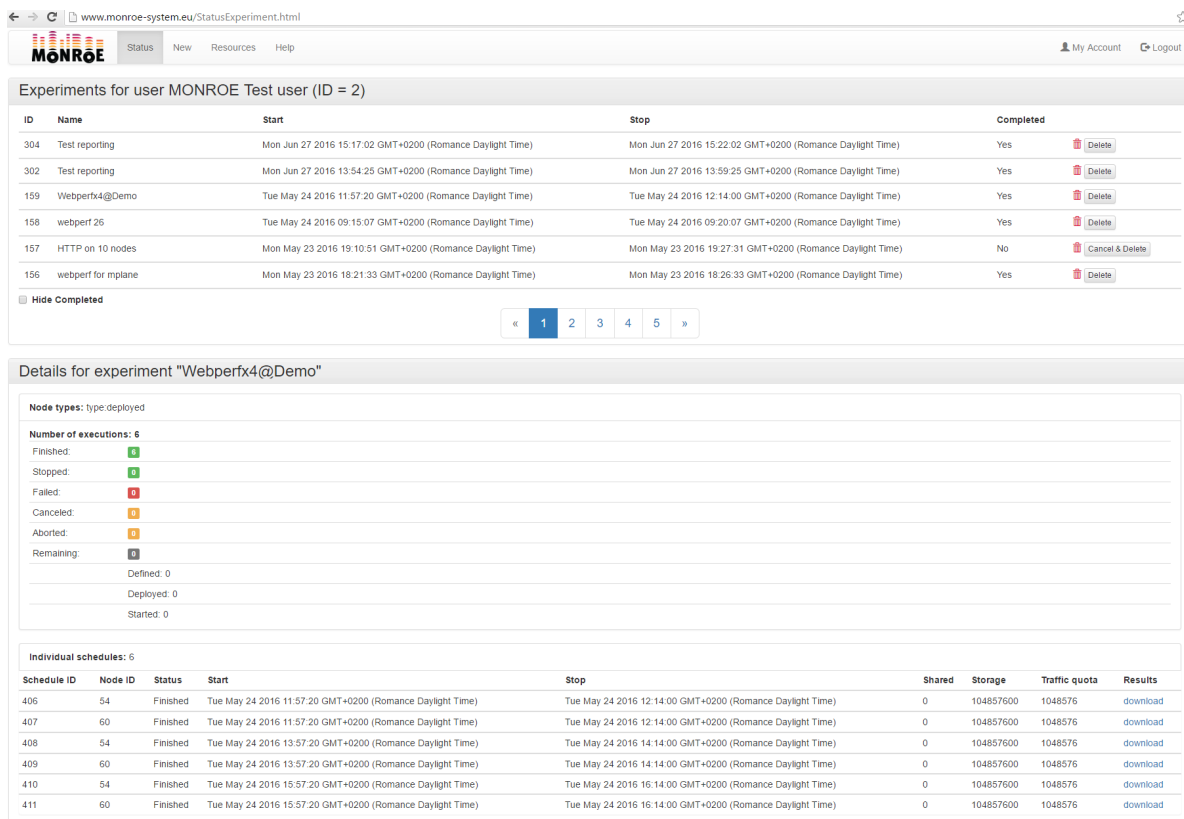 www.monroe-system.eu/StatusExperiment.html
MONROE Status New Resources Help My Account Logout
Experiments for user MONROE Test user (ID = 2)
ID Name Start Stop Completed
304 Test reporting Mon Jun 27 2016 15:17:02 GMT+0200 (Romance Daylight Time) Mon Jun 27 2016 15:22:02 GMT+0200 (Romance Daylight Time) Yes Delete
302 Test reporting Mon Jun 27 2016 13:54:25 GMT+0200 (Romance Daylight Time) Mon Jun 27 2016 13:59:25 GMT+0200 (Romance Daylight Time) Yes Delete
159 Webperfx4@Demo Tue May 24 2016 11:57:20 GMT+0200 (Romance Daylight Time) Tue May 24 2016 12:14:00 GMT+0200 (Romance Daylight Time) Yes Delete
158 webperf 26 Tue May 24 2016 09:15:07 GMT+0200 (Romance Daylight Time) Tue May 24 2016 09:20:07 GMT+0200 (Romance Daylight Time) Yes Delete
157 HTTP on 10 nodes Mon May 23 2016 19:10:51 GMT+0200 (Romance Daylight Time) Mon May 23 2016 19:27:31 GMT+0200 (Romance Daylight Time) No Cancel & Delete
156 webperf for mplane Mon May 23 2016 18:21:33 GMT+0200 (Romance Daylight Time) Mon May 23 2016 18:26:33 GMT+0200 (Romance Daylight Time) Yes Delete
Hide Completed
« 1 2 3 4 5 »
Details for experiment "Webperfx4@Demo"
Node types: type:deployed
Number of executions: 6
Finished: 6
Stopped: 0
Failed: 0
Canceled: 0
Aborted: 0
Remaining: 0
Defined: 0
Deployed: 0
Started: 0
Individual schedules: 6
Schedule ID Node ID Status Start Stop Shared Storage Traffic quota Results
406 54 Finished Tue May 24 2016 11:57:20 GMT+0200 (Romance Daylight Time) Tue May 24 2016 12:14:00 GMT+0200 (Romance Daylight Time) 0 104857600 1048576 download
407 60 Finished Tue May 24 2016 11:57:20 GMT+0200 (Romance Daylight Time) Tue May 24 2016 12:14:00 GMT+0200 (Romance Daylight Time) 0 104857600 1048576 download
408 54 Finished Tue May 24 2016 13:57:20 GMT+0200 (Romance Daylight Time) Tue May 24 2016 14:14:00 GMT+0200 (Romance Daylight Time) 0 104857600 1048576 download
409 60 Finished Tue May 24 2016 13:57:20 GMT+0200 (Romance Daylight Time) Tue May 24 2016 14:14:00 GMT+0200 (Romance Daylight Time) 0 104857600 1048576 download
410 54 Finished Tue May 24 2016 15:57:20 GMT+0200 (Romance Daylight Time) Tue May 24 2016 16:14:00 GMT+0200 (Romance Daylight Time) 0 104857600 1048576 download
411 60 Finished Tue May 24 2016 15:57:20 GMT+0200 (Romance Daylight Time) Tue May 24 2016 16:14:00 GMT+0200 (Romance Daylight Time) 0 104857600 1048576 download